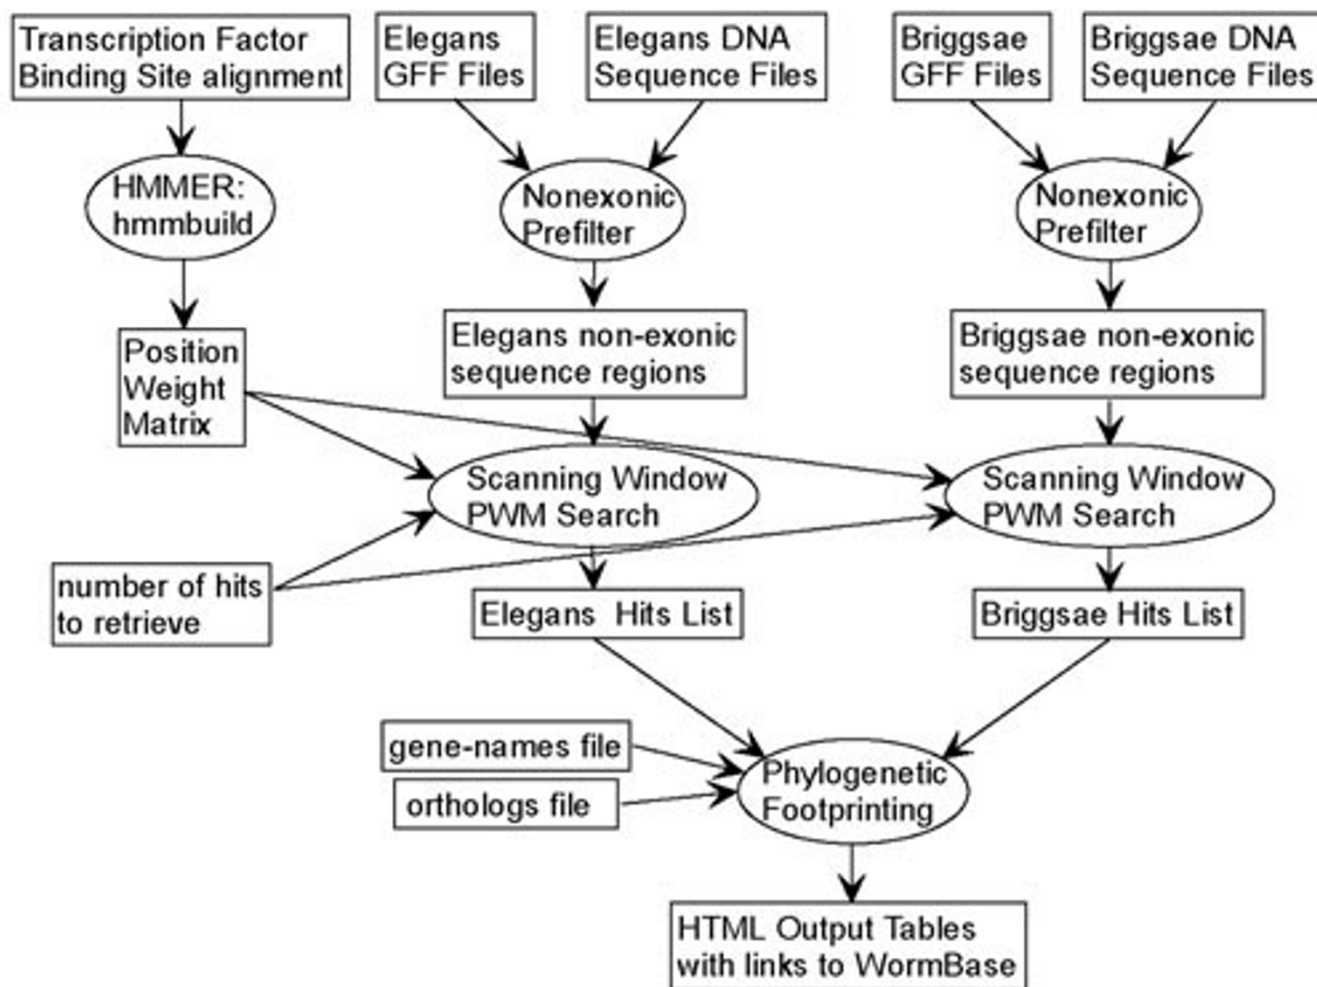 Transcription Factor
Binding Site alignment
Elegans
GFF Files
Elegans DNA
Sequence Files
Briggsae
GFF Files
Briggsae DNA
Sequence Files
HMMER:
hmmbuild
Nonexonic
Prefilter
Nonexonic
Prefilter
Position
Weight
Matrix
Elegans non-exonic
sequence regions
Briggsae non-exonic
sequence regions
Scanning Window
PWM Search
Scanning Window
PWM Search
number of hits
to retrieve
Elegans Hits List
Briggsae Hits List
gene-names file
orthologs file
Phylogenetic
Footprinting
HTML Output Tables
with links to WormBase